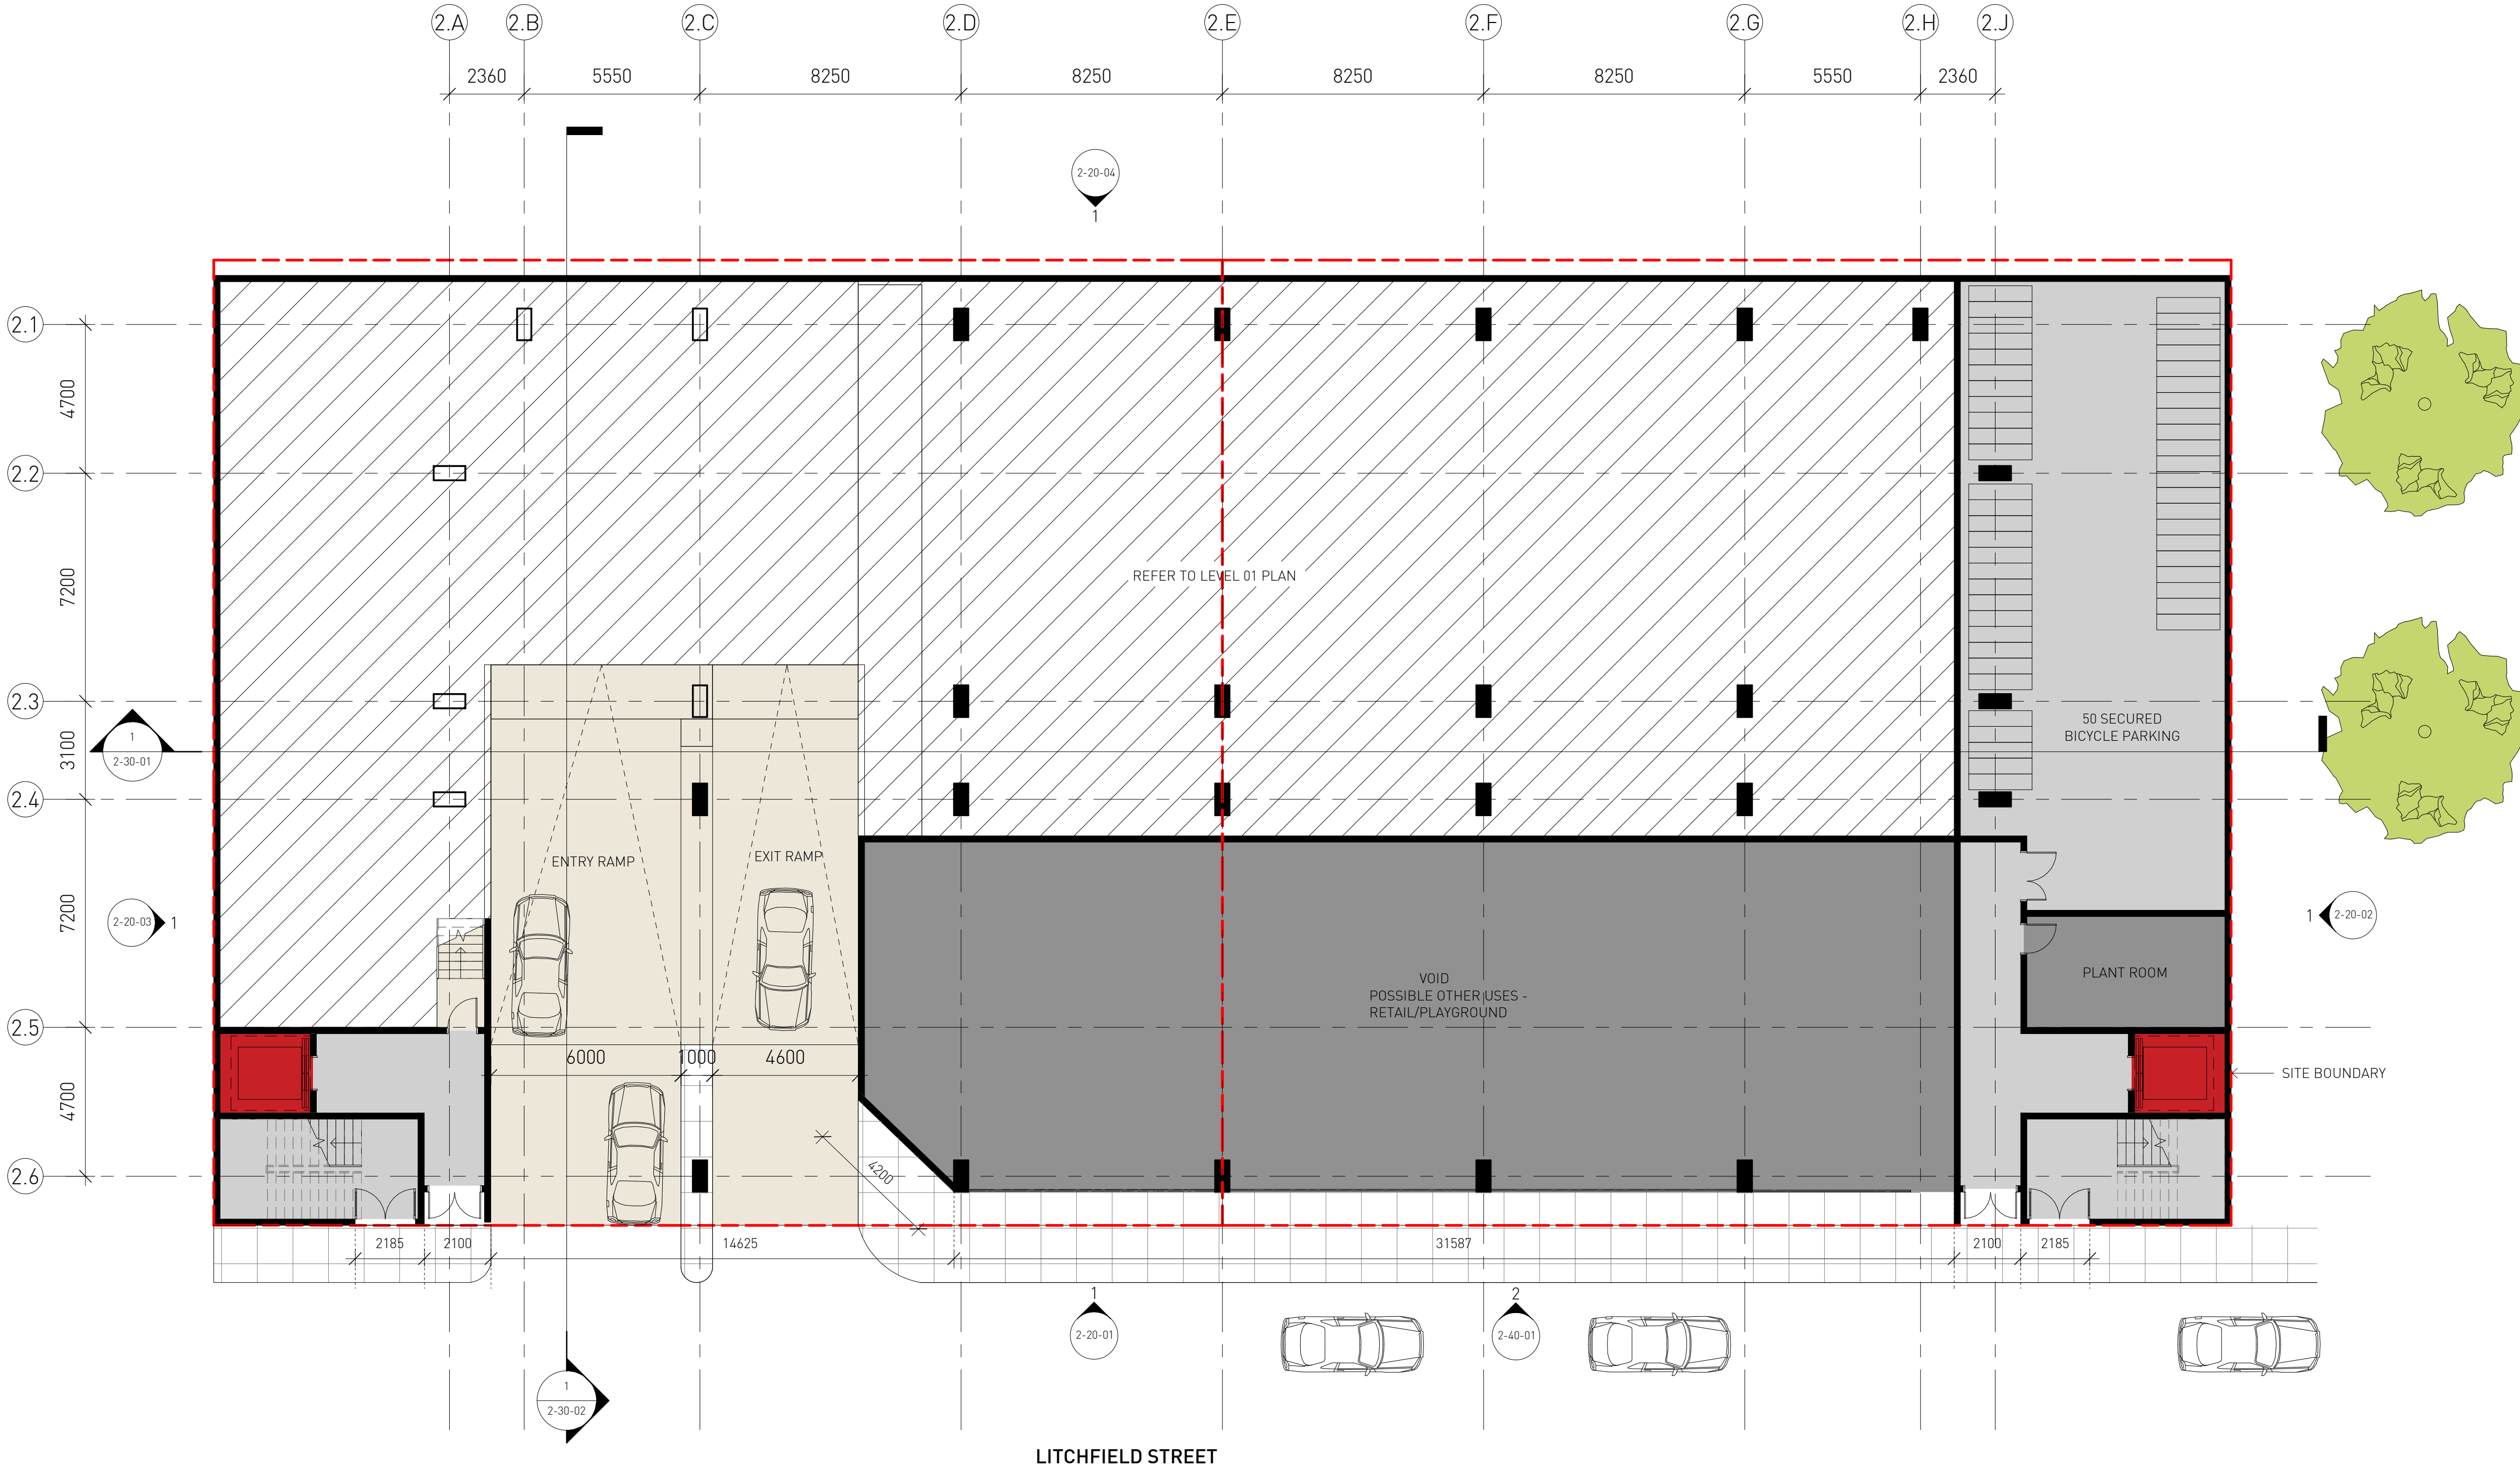 2.A 2.B 2.C 2.D 2.E 2.F 2.G 2.H 2.J
2360 5550 8250 8250 8250 8250 5550 2360
2-20-04
1
2.1
4700
2.2
7200
REFER TO LEVEL 01 PLAN
2.3
3100
1
2-30-01
50 SECURED
BICYCLE PARKING
2.4
ENTRY RAMP
EXIT RAMP
7200
2-20-03
1
1
2-20-02
VOID
POSSIBLE OTHER USES -
RETAIL/PLAYGROUND
PLANT ROOM
2.5
6000 1000 4600
4700
SITE BOUNDARY
4200
2.6
2185 2100 14625 31587 2100 2185
1
2-20-01
2
2-40-01
1
2-30-02
LITCHFIELD STREET